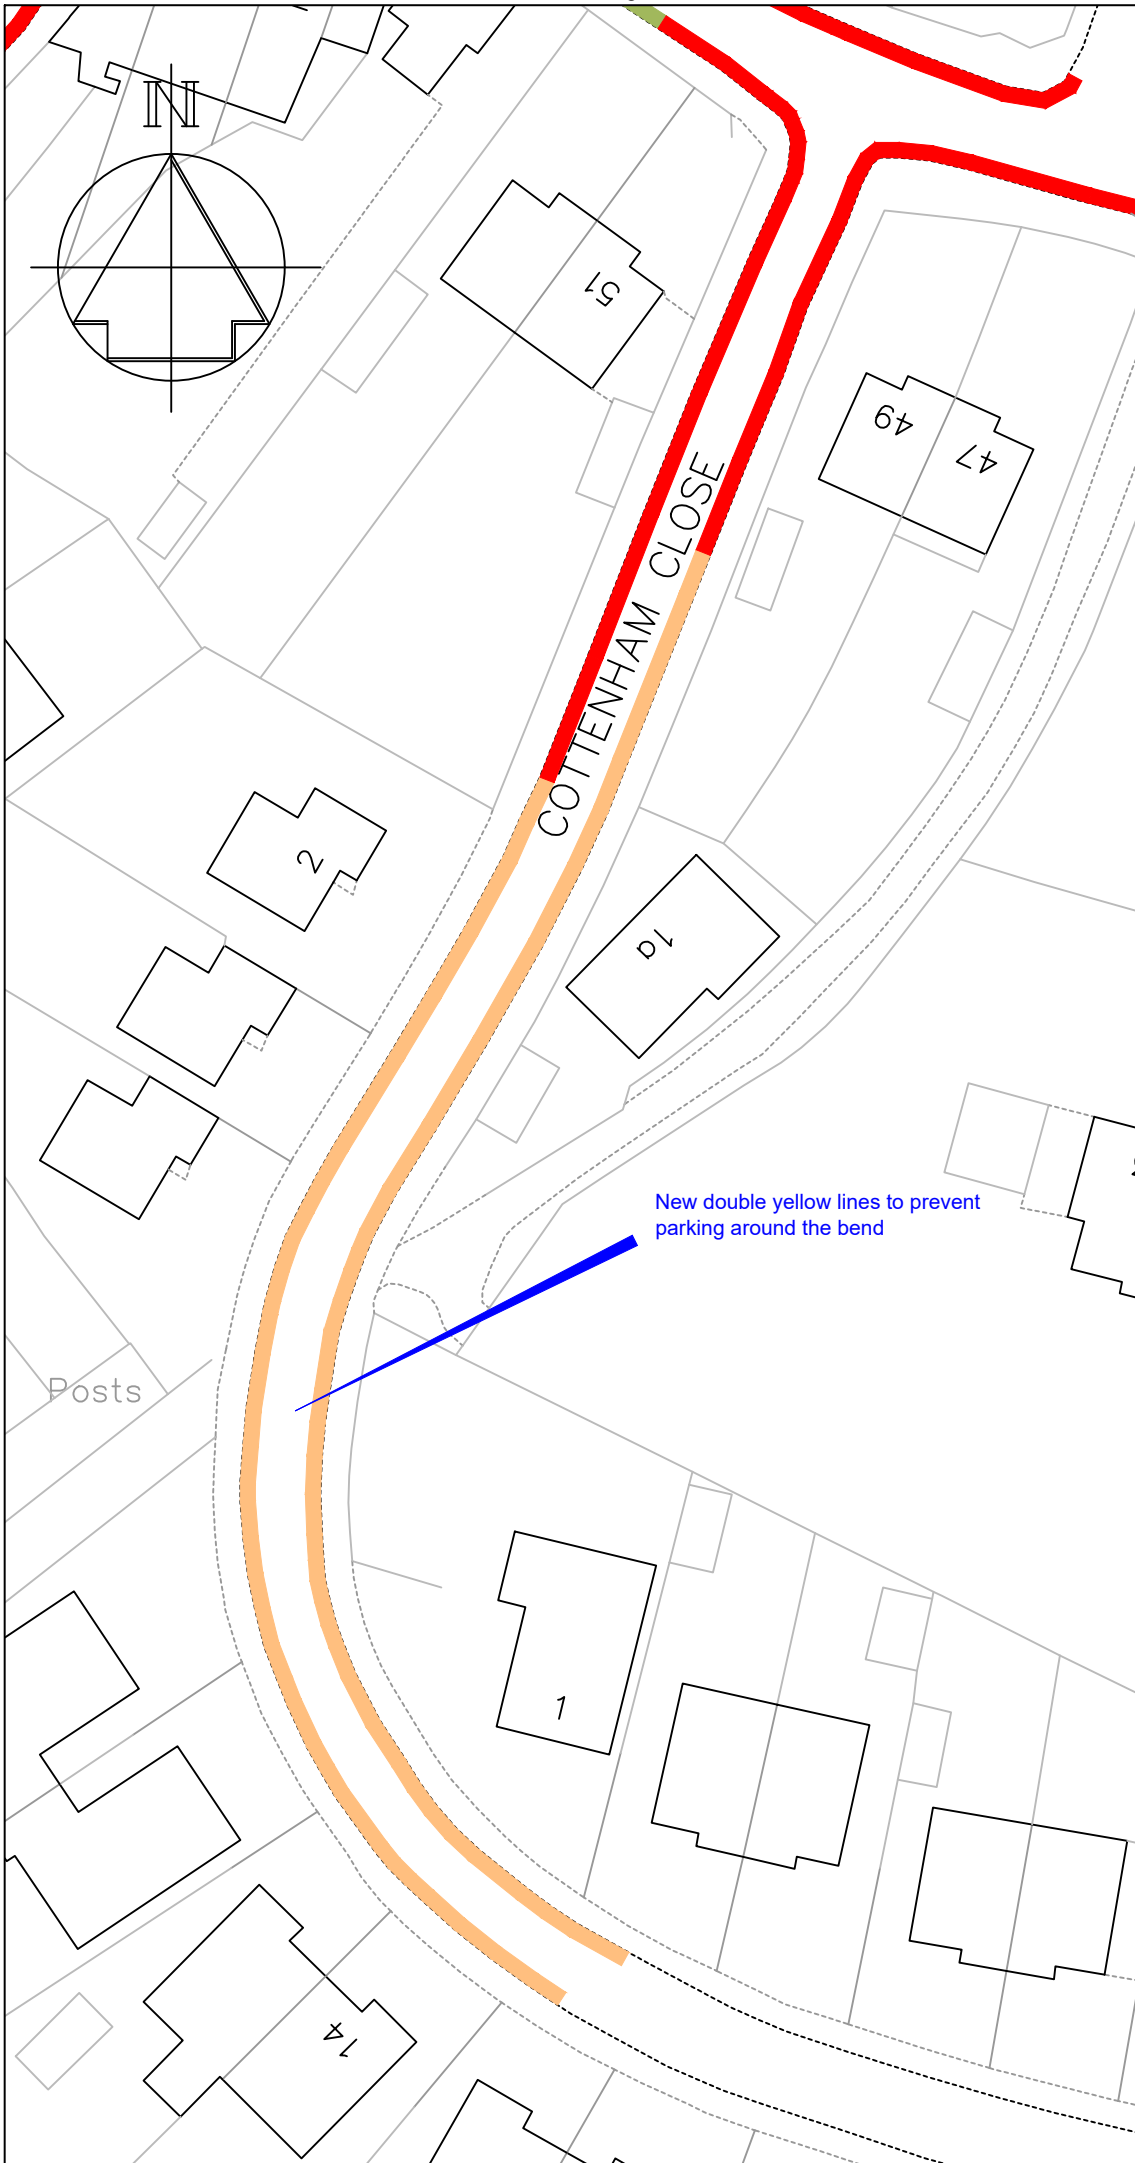 N
51
49
47
COTTENHAM CLOSE
2
1a
New double yellow lines to prevent
parking around the bend
Posts
1
14